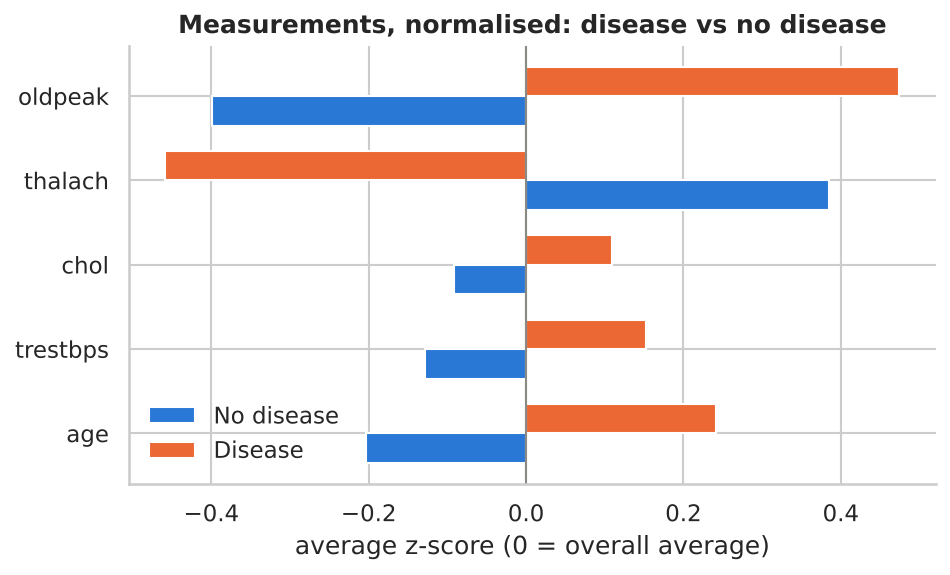 Measurements, normalised: disease vs no disease
oldpeak
thalach
chol
trestbps
age
No disease
Disease
−0.4 −0.2 0.0 0.2 0.4
average z-score (0 = overall average)